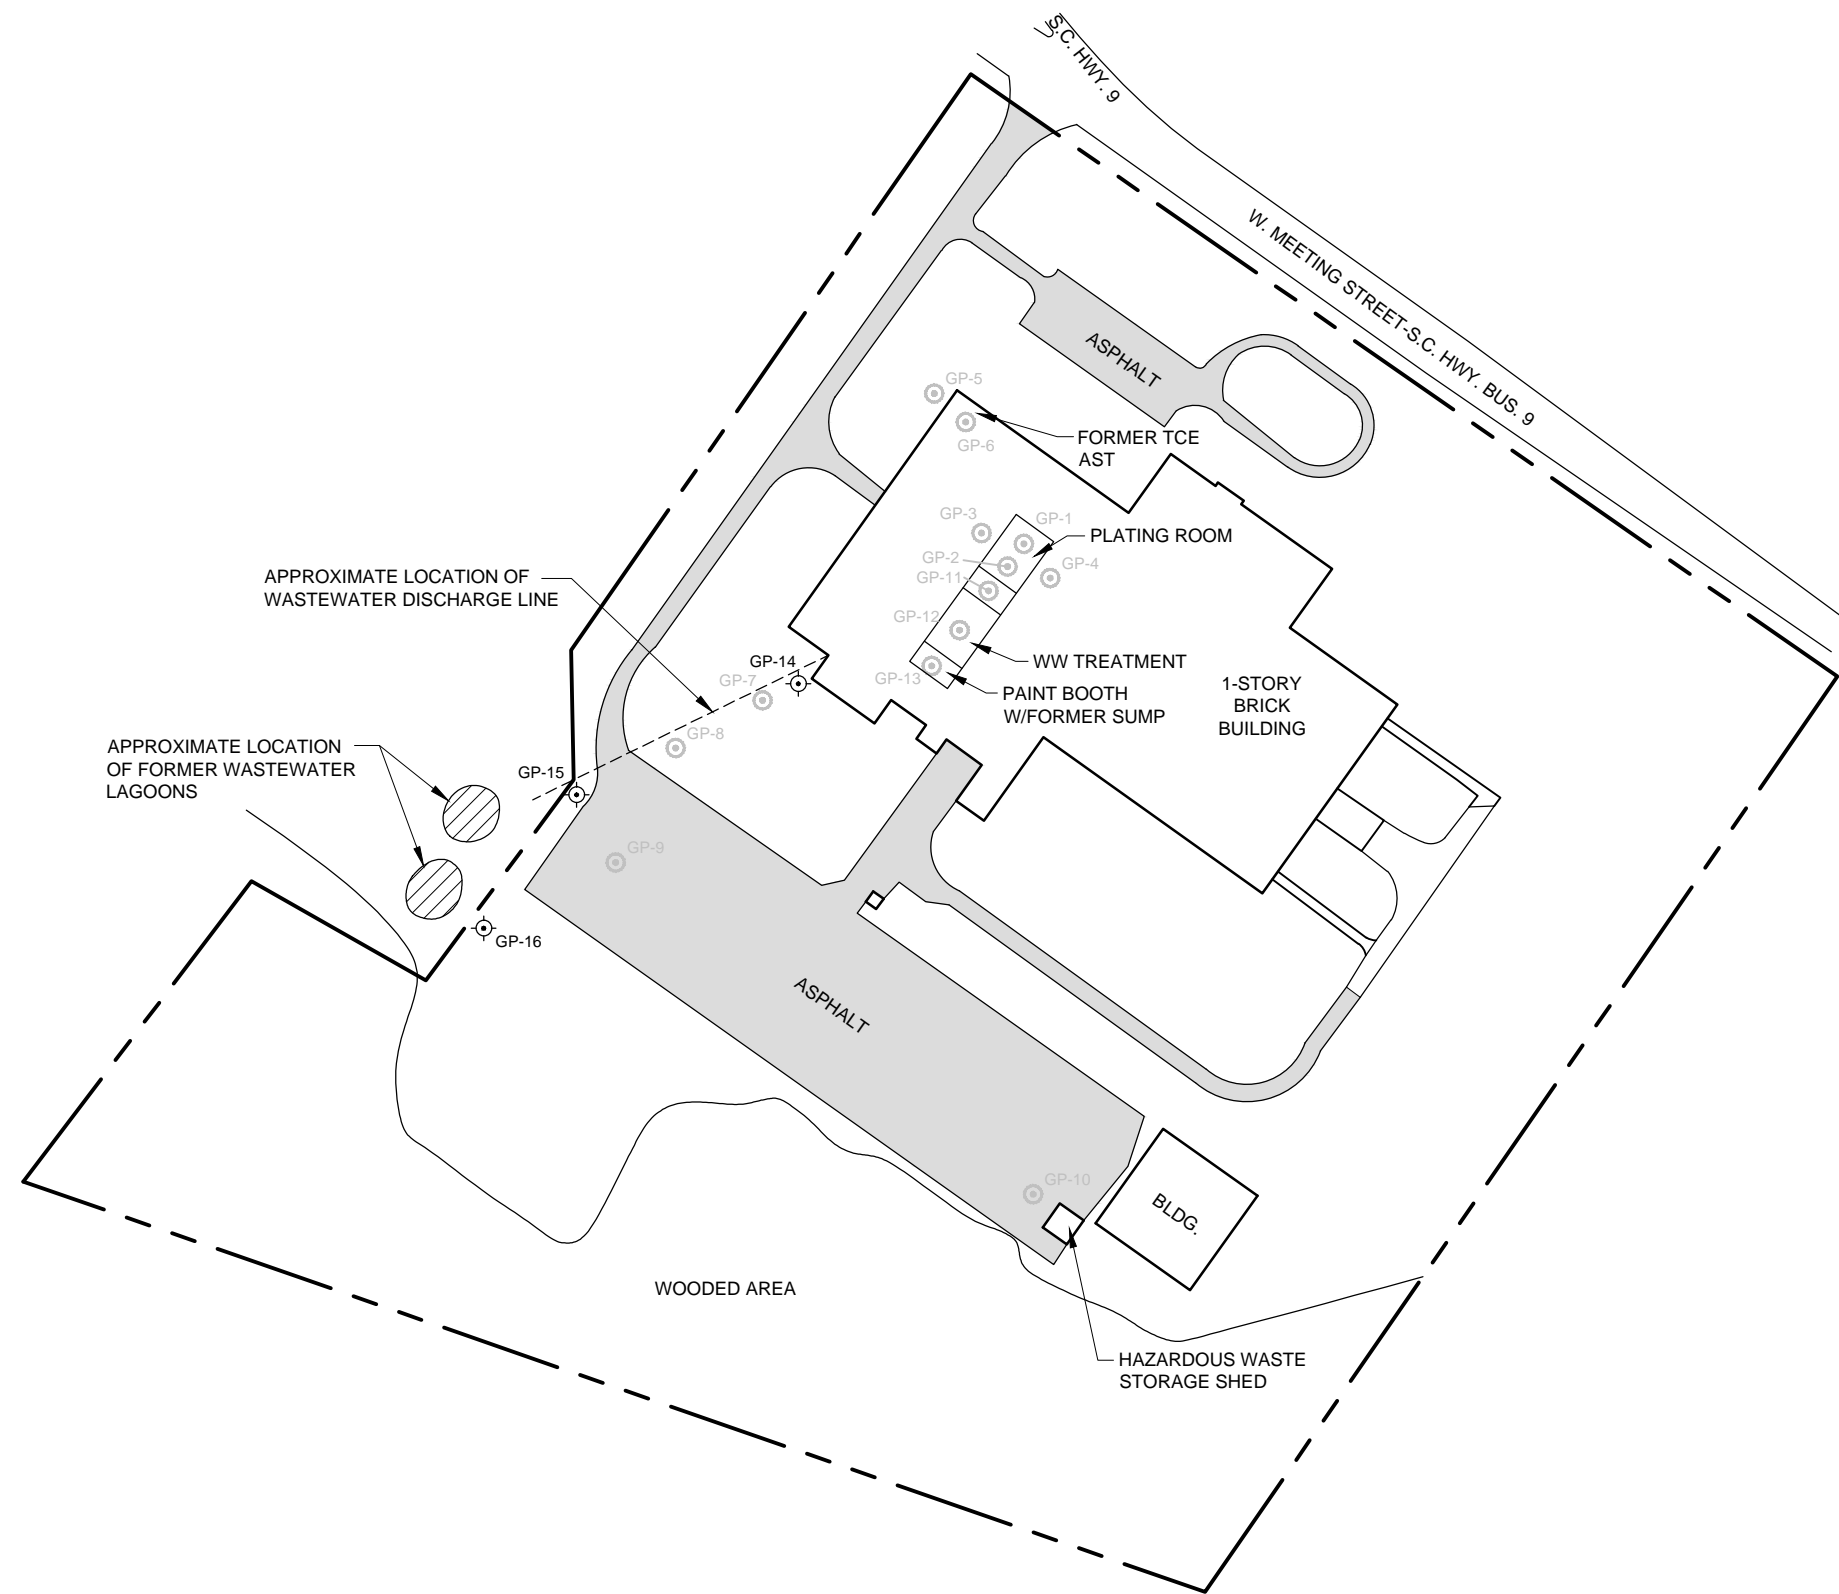 S.C. HWY. 9
W. MEETING STREET-S.C. HWY. BUS. 9
ASPHALT
GP-5
GP-6
FORMER TCE
AST
GP-3
GP-1
PLATING ROOM
GP-2
GP-4
GP-11
GP-12
WW TREATMENT
GP-13
PAINT BOOTH
W/FORMER SUMP
1-STORY
BRICK
BUILDING
APPROXIMATE LOCATION OF
WASTEWATER DISCHARGE LINE
GP-14
GP-7
GP-8
APPROXIMATE LOCATION
OF FORMER WASTEWATER
LAGOONS
GP-15
GP-9
GP-16
ASPHALT
GP-10
BLDG.
WOODED AREA
HAZARDOUS WASTE
STORAGE SHED